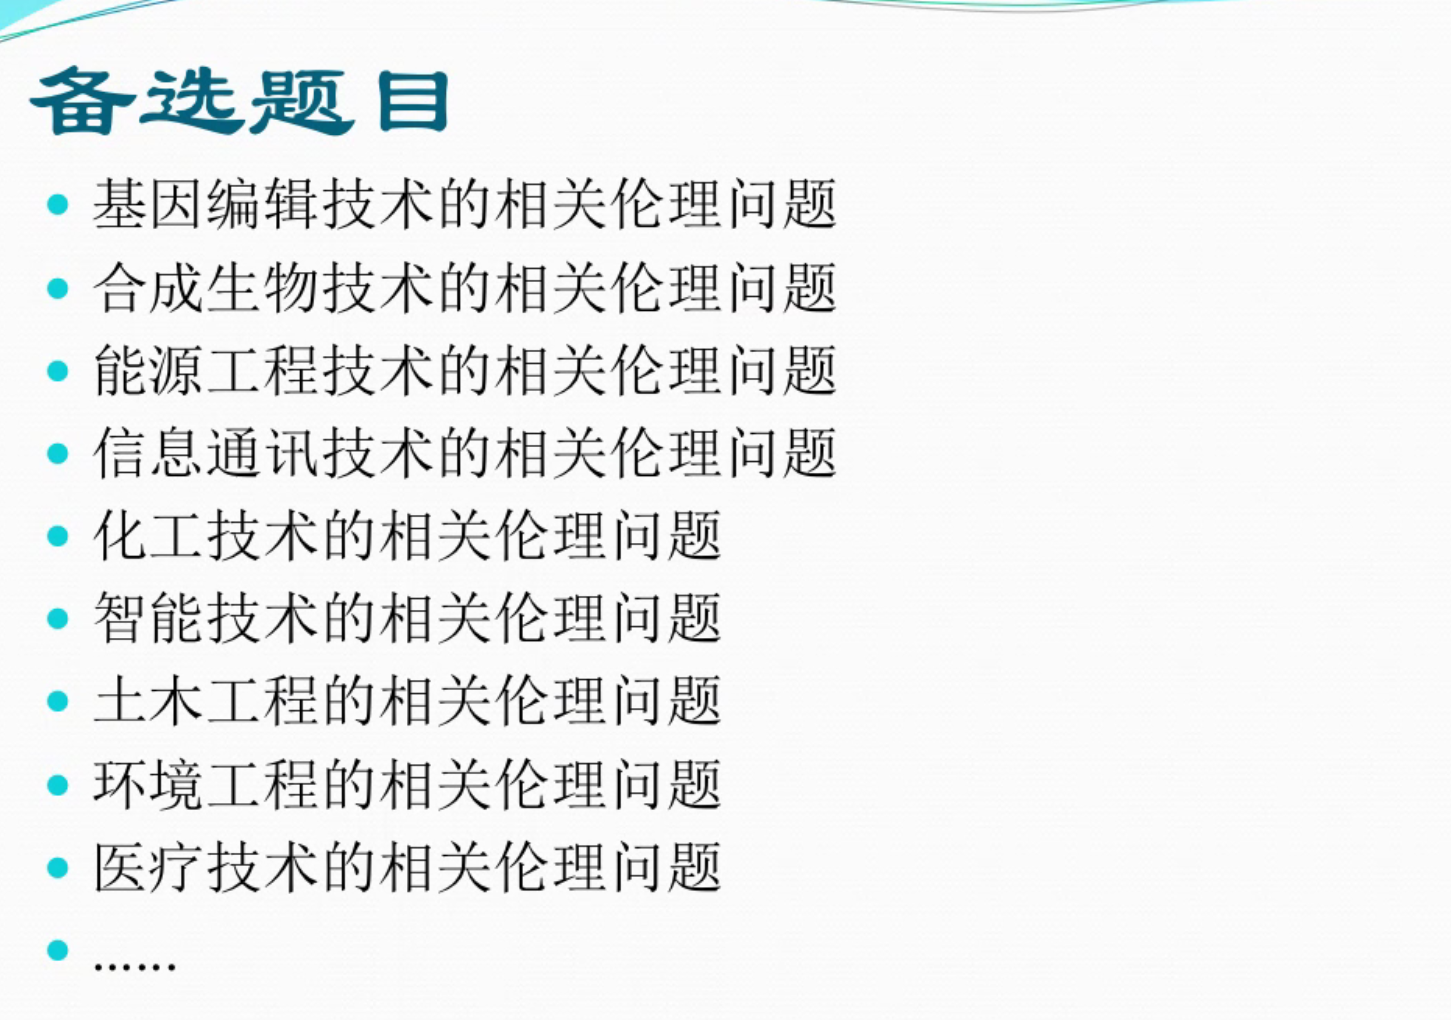 备选题目
基因编辑技术的相关伦理问题
合成生物技术的相关伦理问题
能源工程技术的相关伦理问题
信息通讯技术的相关伦理问题
化工技术的相关伦理问题
智能技术的相关伦理问题
土木工程的相关伦理问题
环境工程的相关伦理问题
医疗技术的相关伦理问题
……